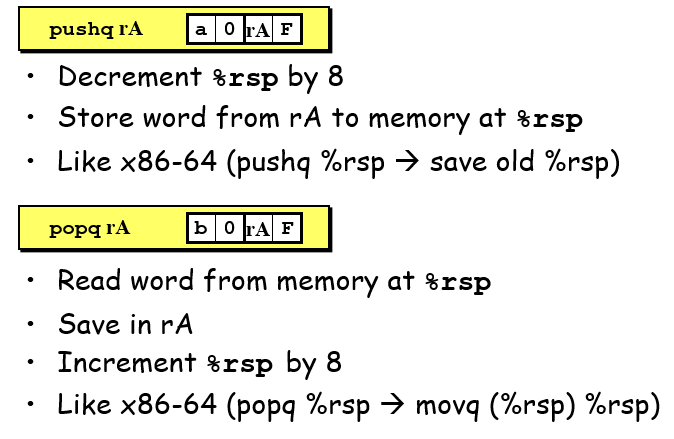 pushq rA a 0 rA F
• Decrement %rsp by 8
• Store word from rA to memory at %rsp
• Like x86-64 (pushq %rsp → save old %rsp)
popq rA b 0 rA F
• Read word from memory at %rsp
• Save in rA
• Increment %rsp by 8
• Like x86-64 (popq %rsp → movq (%rsp) %rsp)